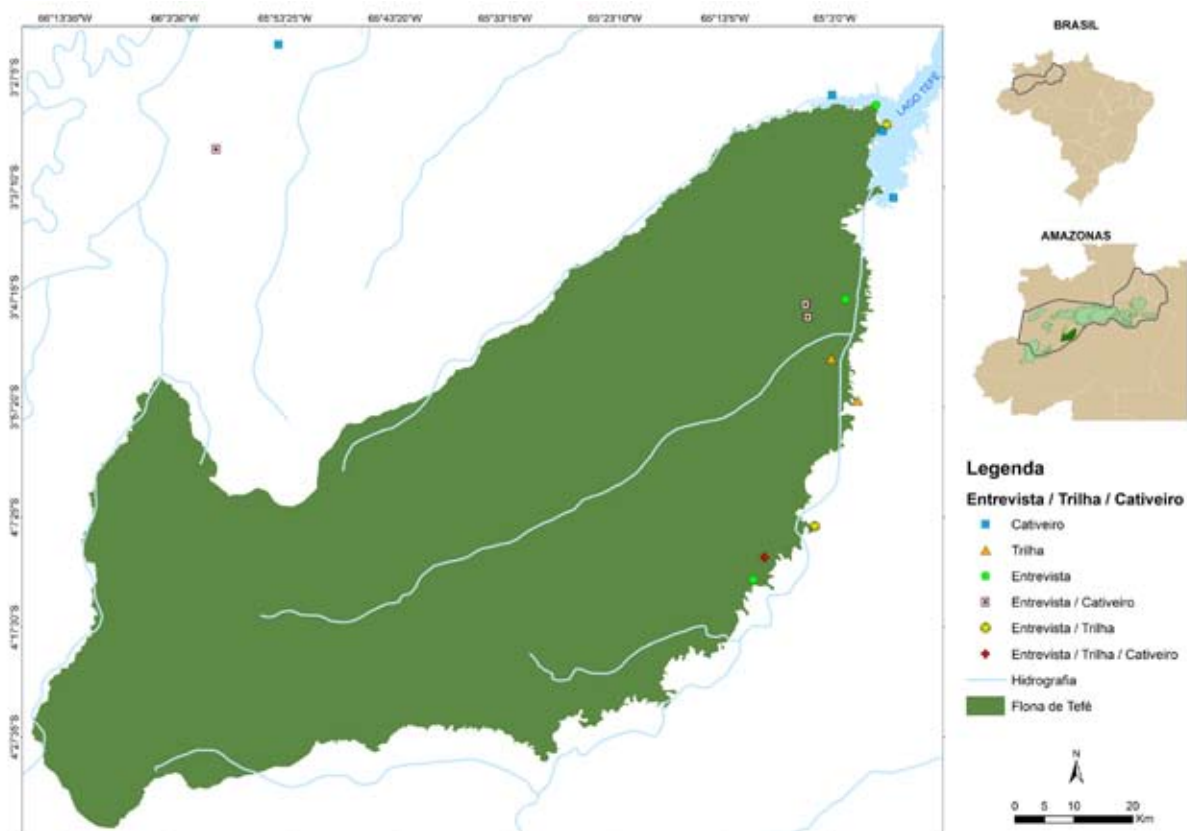 66°13'38"W 66°3'36"W 65°53'25"W 65°43'20"W 65°33'15"W 65°23'10"W 65°13'5"W 65°3'0"W
3°27'5"S
3°37'10"S
3°47'15"S
3°57'20"S
4°7'25"S
4°17'30"S
4°27'35"S
LAGO TEFÉ
BRASIL
AMAZONAS
Legenda
Entrevista / Trilha / Cativeiro
Cativeiro
Trilha
Entrevista
Entrevista / Cativeiro
Entrevista / Trilha
Entrevista / Trilha / Cativeiro
Hidrografia
Flona de Tefé
N
0 5 10 20
Km